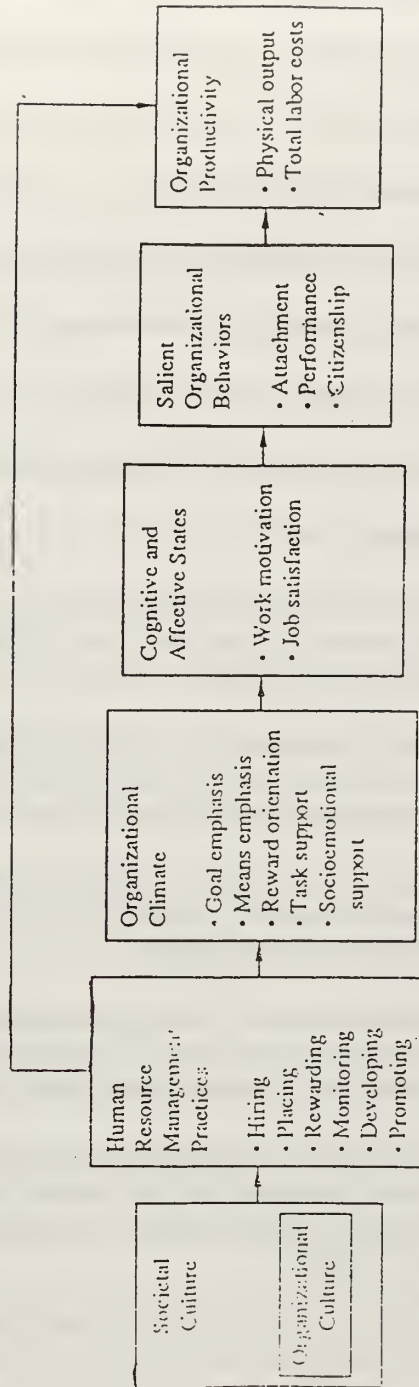 Societal
Culture
Organizational
Culture
Human
Resource
Management
Practices
• Hiring
• Placing
• Rewarding
• Monitoring
• Developing
• Promoting
Organizational
Climate
• Goal emphasis
• Means emphasis
• Reward orientation
• Task support
• Socioemotional
support
Cognitive and
Affective States
• Work motivation
• Job satisfaction
Salient
Organizational
Behaviors
• Attachment
• Performance
• Citizenship
Organizational
Productivity
• Physical output
• Total labor costs